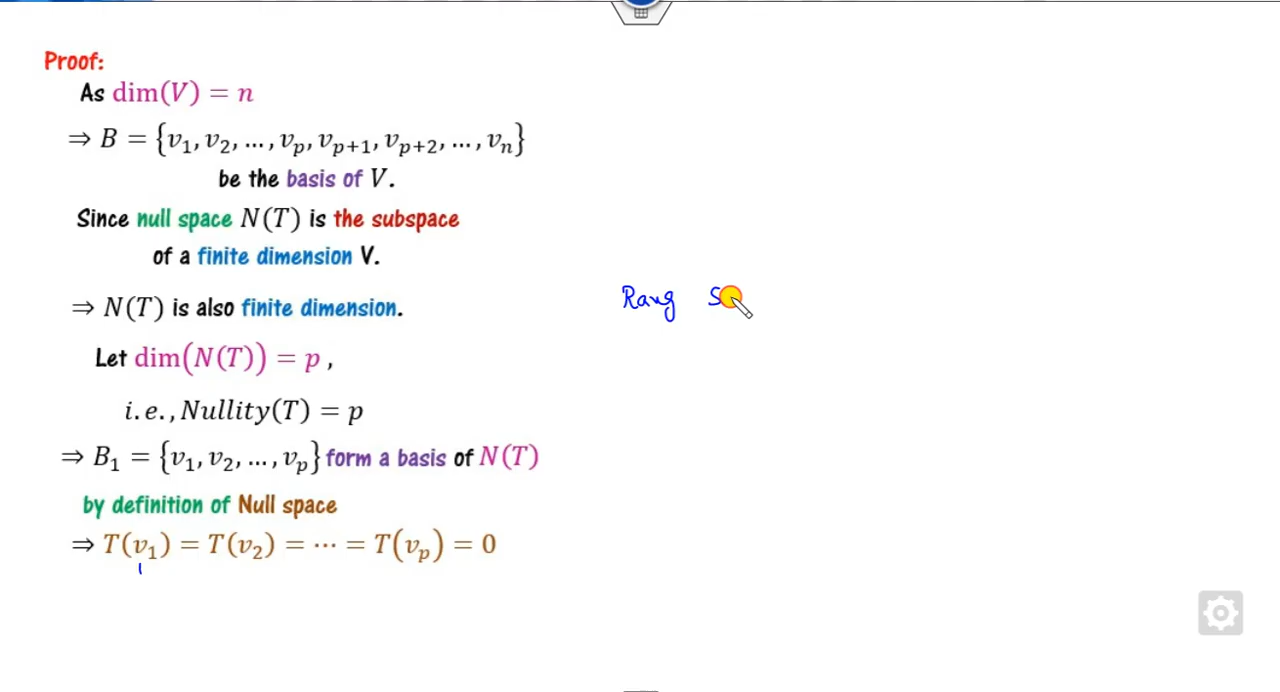 Proof:
As dim(V) = n
⇒ B = {v₁, v₂, ..., vₚ, vₚ₊₁, vₚ₊₂, ..., vₙ}
be the basis of V.
Since null space N(T) is the subspace
of a finite dimension V.
⇒ N(T) is also finite dimension.
Let dim(N(T)) = p ,
i.e., Nullity(T) = p
⇒ B₁ = {v₁, v₂, ..., vₚ} form a basis of N(T)
by definition of Null space
⇒ T(v₁) = T(v₂) = ⋯ = T(vₚ) = 0
Rang S